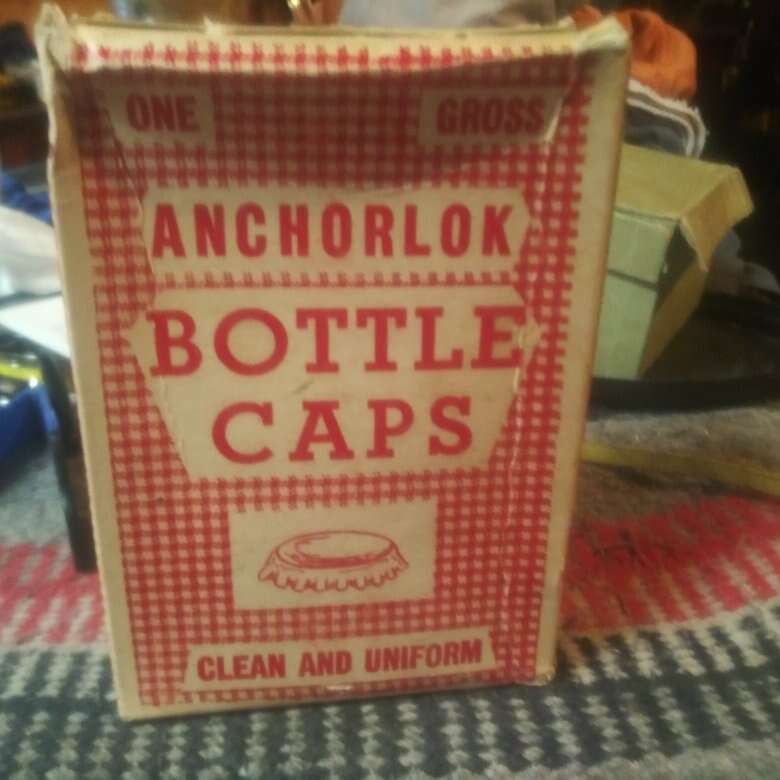 ONE GROSS
ANCHORLOK
BOTTLE
CAPS
CLEAN AND UNIFORM